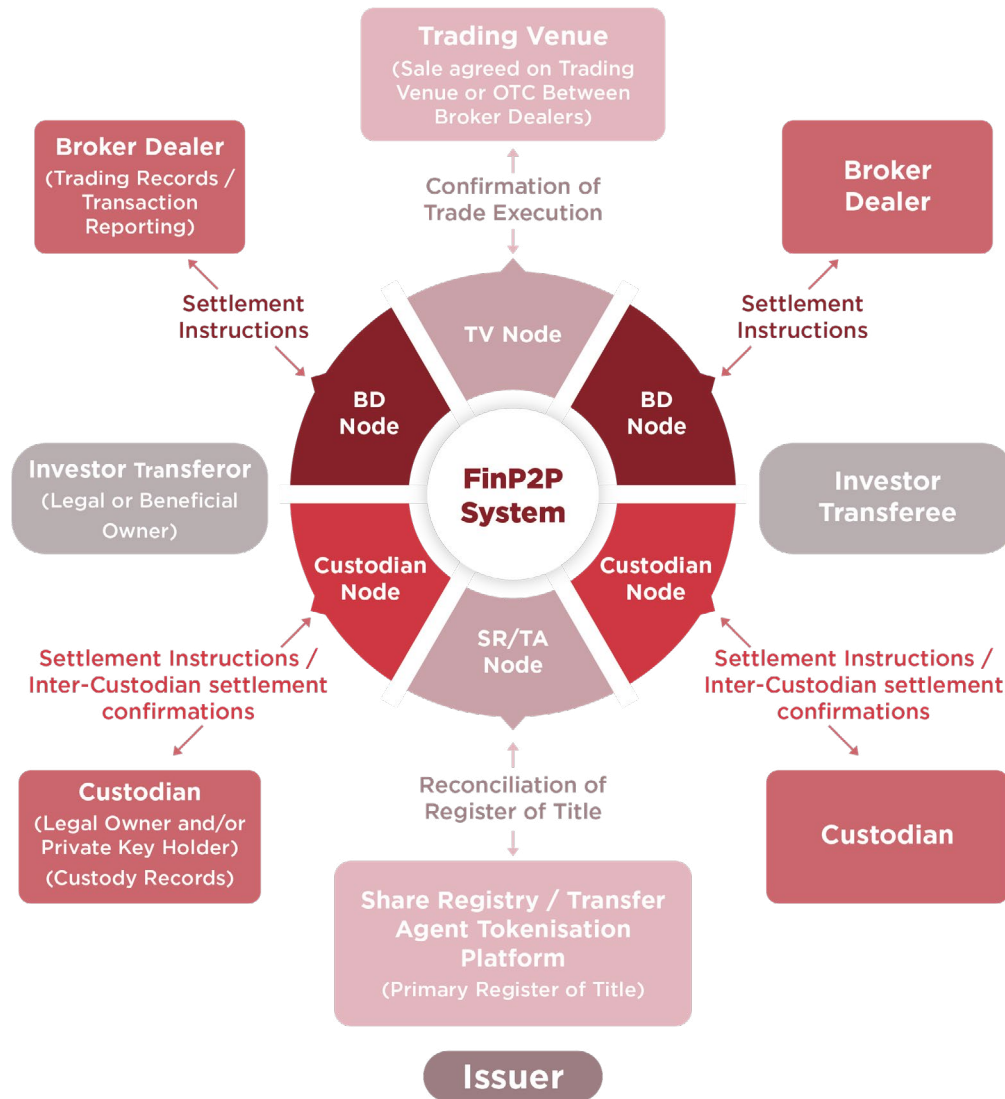 Trading Venue
(Sale agreed on Trading
Venue or OTC Between
Broker Dealers)
Broker Dealer
(Trading Records /
Transaction
Reporting)
Broker
Dealer
Confirmation of
Trade Execution
Settlement
Instructions
Settlement
Instructions
TV Node
BD
Node
BD
Node
Investor Transferor
(Legal or Beneficial
Owner)
FinP2P
System
Investor
Transferee
Custodian
Node
Custodian
Node
SR/TA
Node
Settlement Instructions /
Inter-Custodian settlement
confirmations
Settlement Instructions /
Inter-Custodian settlement
confirmations
Reconciliation of
Register of Title
Custodian
(Legal Owner and/or
Private Key Holder)
(Custody Records)
Custodian
Share Registry / Transfer
Agent Tokenisation
Platform
(Primary Register of Title)
Issuer